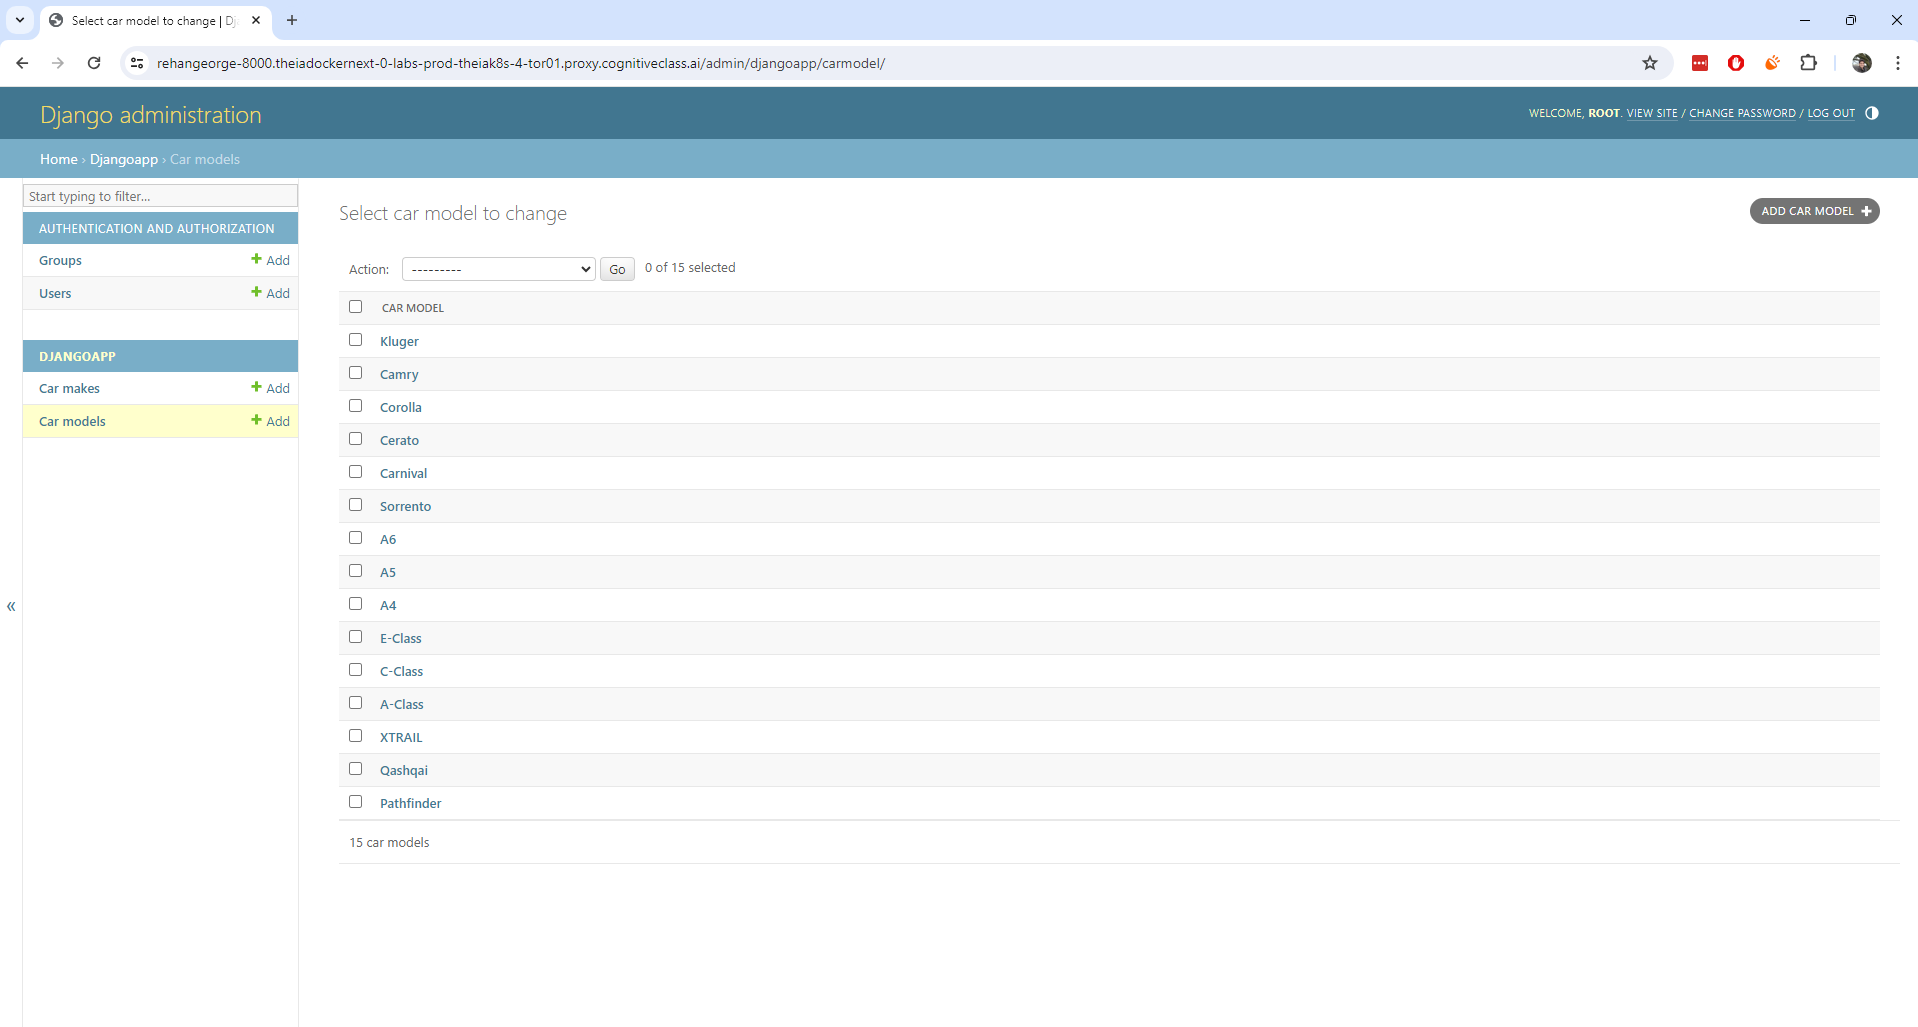 Select car model to change | Dj
rehangeorge-8000.theiadockernext-0-labs-prod-theiak8s-4-tor01.proxy.cognitiveclass.ai/admin/djangoapp/carmodel/
Django administration
WELCOME, ROOT. VIEW SITE / CHANGE PASSWORD / LOG OUT
Home › Djangoapp › Car models
Start typing to filter...
AUTHENTICATION AND AUTHORIZATION
Groups + Add
Users + Add
DJANGOAPP
Car makes + Add
Car models + Add
«
Select car model to change
ADD CAR MODEL +
Action: --------- Go 0 of 15 selected
CAR MODEL
Kluger
Camry
Corolla
Cerato
Carnival
Sorrento
A6
A5
A4
E-Class
C-Class
A-Class
XTRAIL
Qashqai
Pathfinder
15 car models